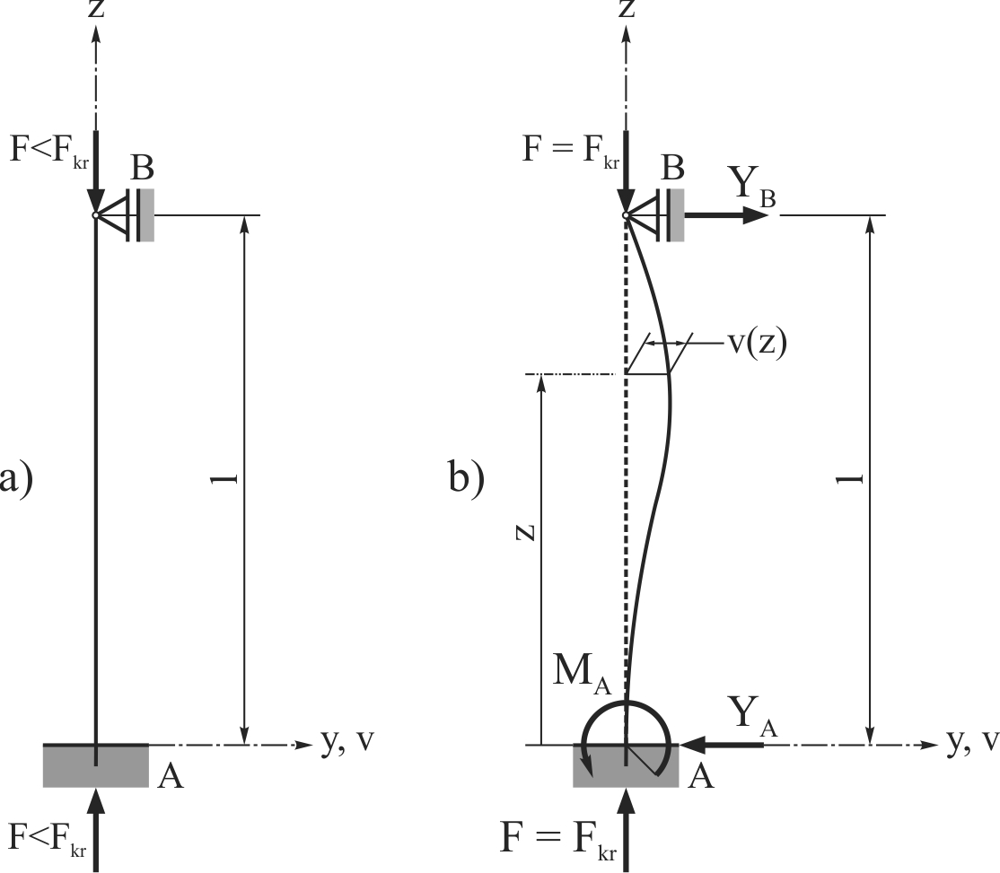 z
F<F kr
B
l
a)
y, v
A
F<F kr
z
F = F kr
B
Y B
v(z)
l
b)
z
M A
Y A
y, v
A
F = F kr